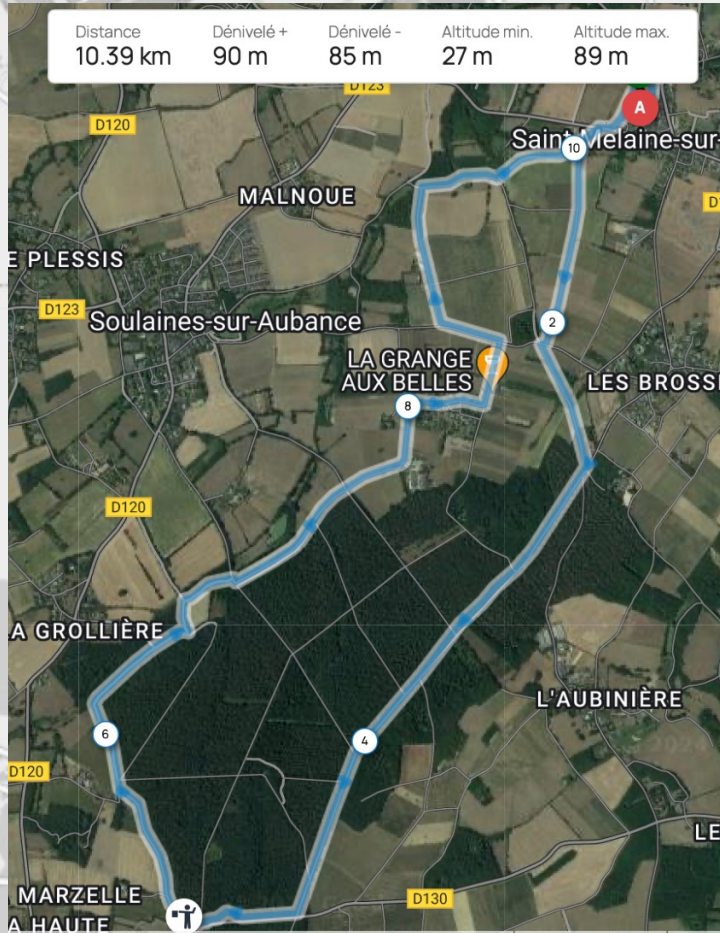 Distance
10.39 km
Dénivelé +
90 m
Dénivelé -
85 m
Altitude min.
27 m
Altitude max.
89 m
D123
D120
A
Saint-Melaine-sur-
10
MALNOUE
D
E PLESSIS
D123
Soulaines-sur-Aubance
2
LA GRANGE
AUX BELLES
LES BROSS
8
D120
A GROLLIÈRE
L'AUBINIÈRE
6
4
D120
LE
MARZELLE
A HAUTE
D130